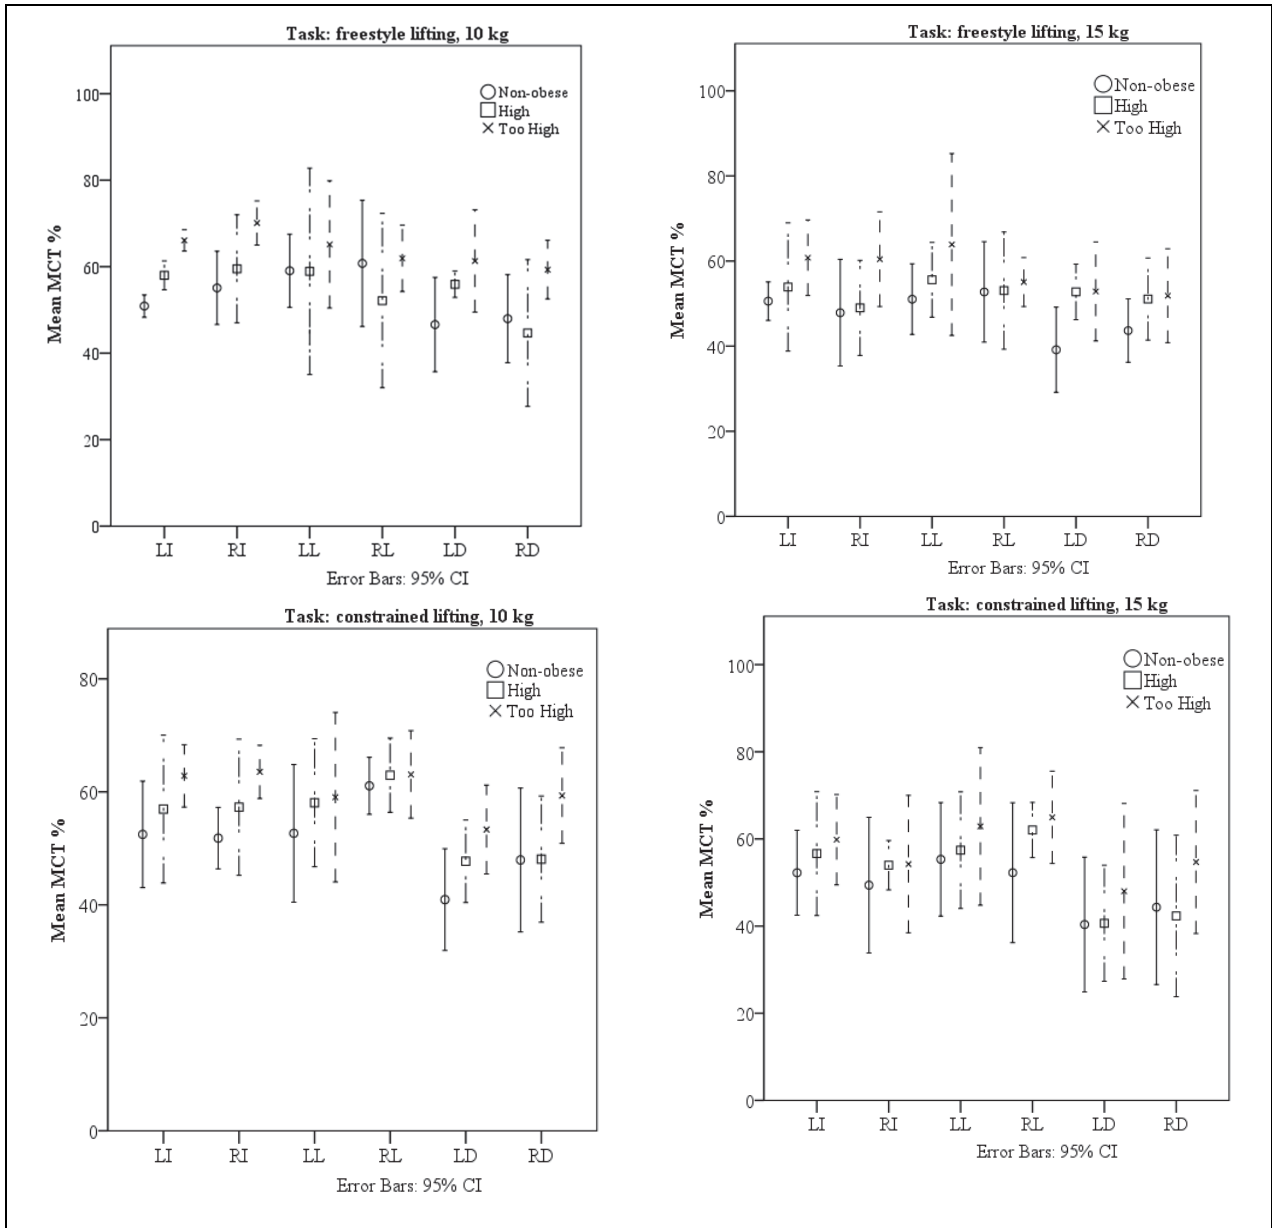 Task: freestyle lifting, 10 kg
Non-obese
High
Too High
100
80
60
40
20
0
Mean MCT %
LI RI LL RL LD RD
Error Bars: 95% CI
Task: freestyle lifting, 15 kg
Non-obese
High
Too High
100
80
60
40
20
0
Mean MCT %
LI RI LL RL LD RD
Error Bars: 95% CI
Task: constrained lifting, 10 kg
Non-obese
High
Too High
80
60
40
20
0
Mean MCT %
LI RI LL RL LD RD
Error Bars: 95% CI
Task: constrained lifting, 15 kg
Non-obese
High
Too High
100
80
60
40
20
0
Mean MCT %
LI RI LL RL LD RD
Error Bars: 95% CI